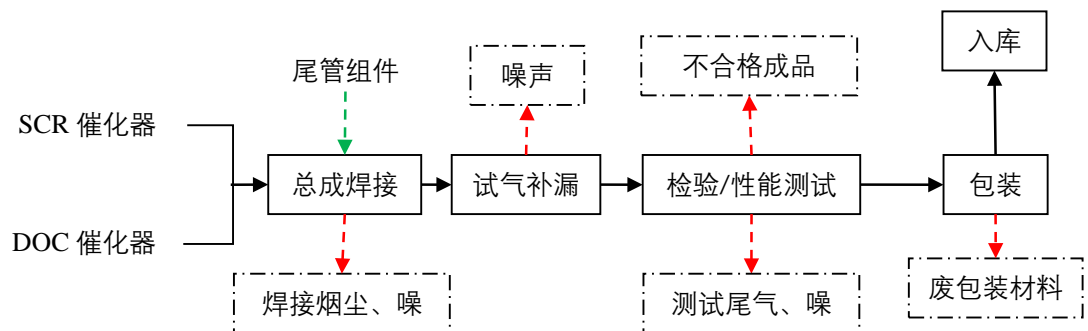 入库
尾管组件
噪声
不合格成品
SCR 催化器
总成焊接
试气补漏
检验/性能测试
包装
DOC 催化器
焊接烟尘、噪
测试尾气、噪
废包装材料